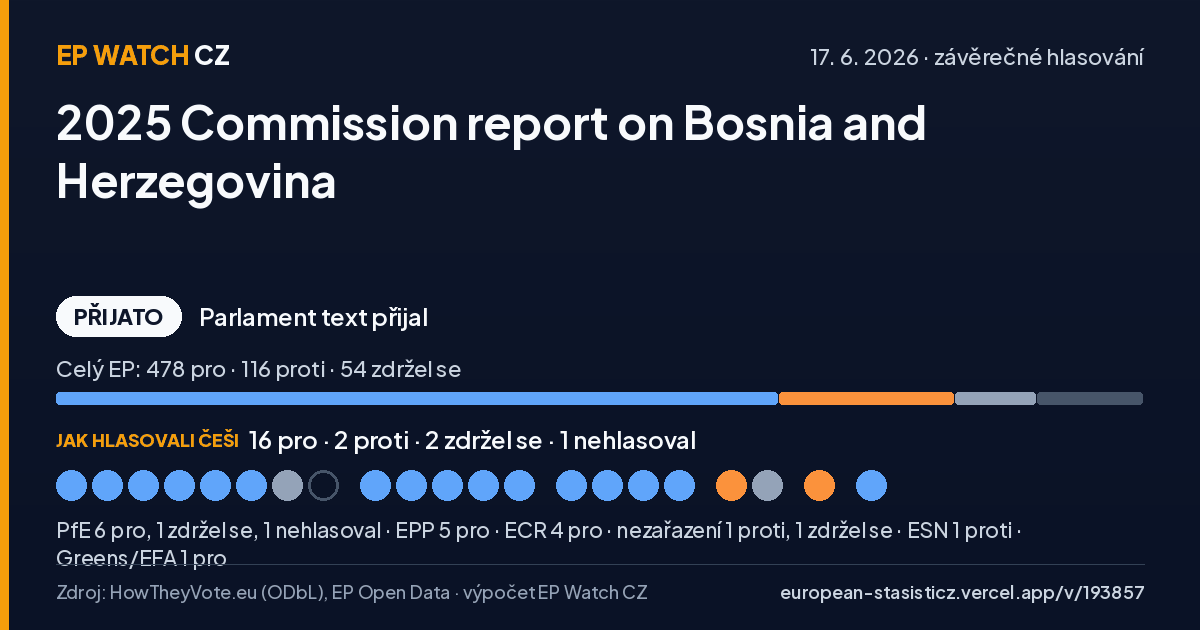 EP WATCH CZ
17. 6. 2026 · závěrečné hlasování
2025 Commission report on Bosnia and
Herzegovina
PŘIJATO
Parlament text přijal
Celý EP: 478 pro · 116 proti · 54 zdržel se
JAK HLASOVALI ČEŠI 16 pro · 2 proti · 2 zdržel se · 1 nehlasoval
PfE 6 pro, 1 zdržel se, 1 nehlasoval · EPP 5 pro · ECR 4 pro · nezařazení 1 proti, 1 zdržel se · ESN 1 proti ·
Greens/EFA 1 pro
Zdroj: HowTheyVote.eu (ODbL), EP Open Data · výpočet EP Watch CZ
european-stasisticz.vercel.app/v/193857